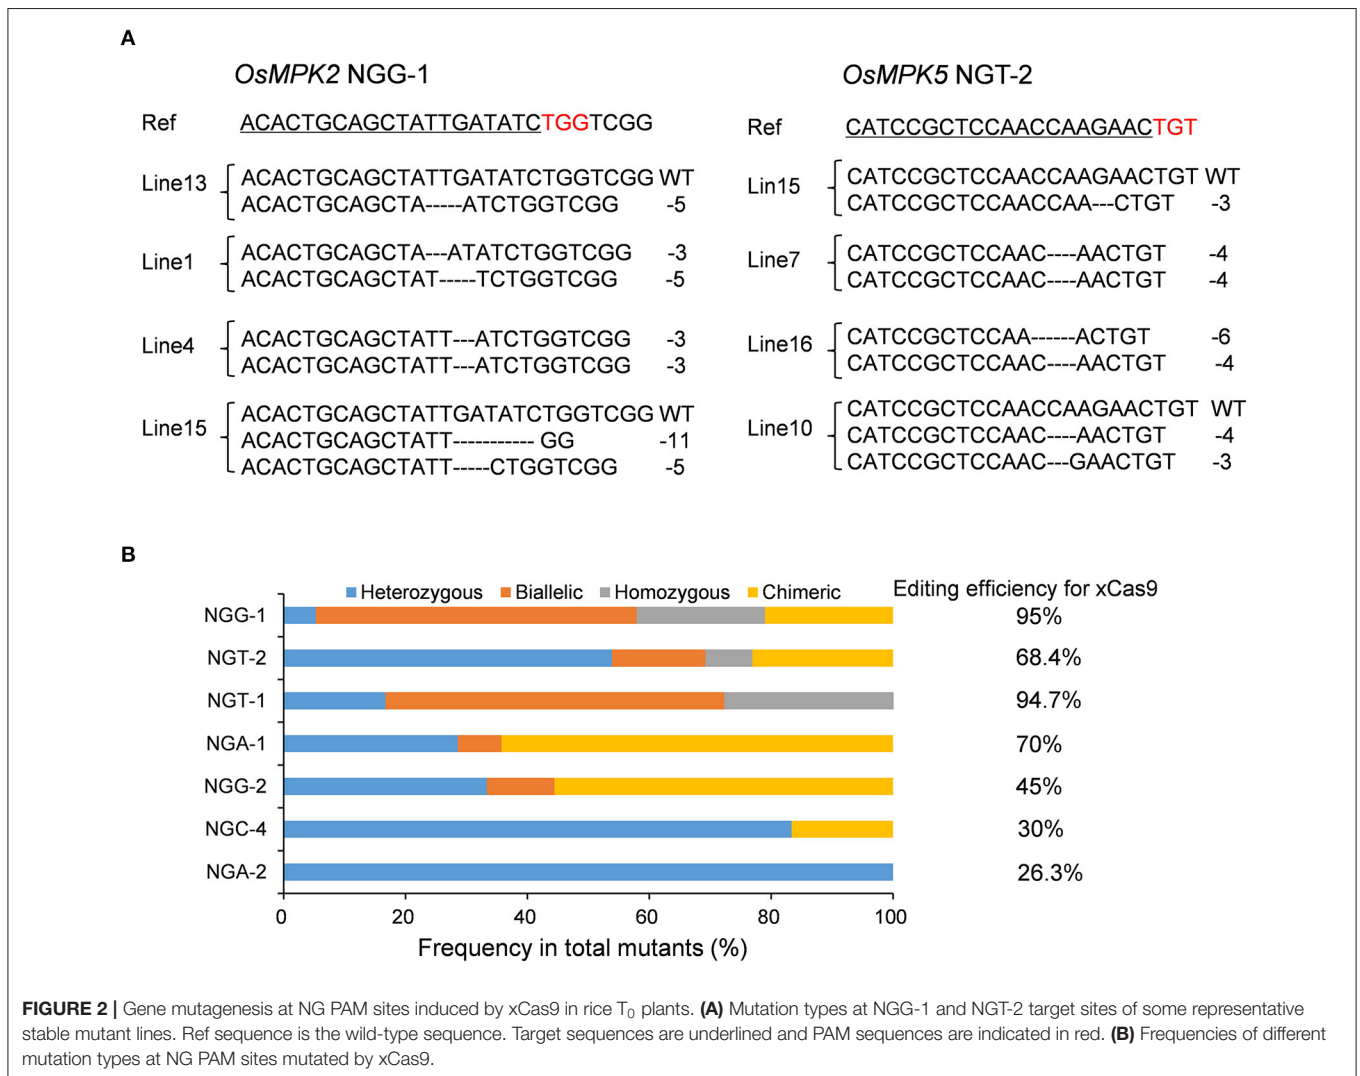 A
OsMPK2 NGG-1
Ref ACACTGCAGCTATTGATATCTGGTCGG
Line13 ACACTGCAGCTATTGATATCTGGTCGG WT
ACACTGCAGCTA-----ATCTGGTCGG -5
Line1 ACACTGCAGCTA---ATATCTGGTCGG -3
ACACTGCAGCTAT-----TCTGGTCGG -5
Line4 ACACTGCAGCTATT---ATCTGGTCGG -3
ACACTGCAGCTATT---ATCTGGTCGG -3
Line15 ACACTGCAGCTATTGATATCTGGTCGG WT
ACACTGCAGCTATT----------- GG -11
ACACTGCAGCTATT-----CTGGTCGG -5
OsMPK5 NGT-2
Ref CATCCGCTCCAACCAAGAACTGT
Lin15 CATCCGCTCCAACCAAGAACTGT WT
CATCCGCTCCAACCAA---CTGT -3
Line7 CATCCGCTCCAAC----AACTGT -4
CATCCGCTCCAAC----AACTGT -4
Line16 CATCCGCTCCAA------ACTGT -6
CATCCGCTCCAAC----AACTGT -4
Line10 CATCCGCTCCAACCAAGAACTGT WT
CATCCGCTCCAAC----AACTGT -4
CATCCGCTCCAAC---GAACTGT -3
B
Heterozygous Biallelic Homozygous Chimeric Editing efficiency for xCas9
NGG-1 95%
NGT-2 68.4%
NGT-1 94.7%
NGA-1 70%
NGG-2 45%
NGC-4 30%
NGA-2 26.3%
0 20 40 60 80 100
Frequency in total mutants (%)
FIGURE 2 | Gene mutagenesis at NG PAM sites induced by xCas9 in rice T0 plants. (A) Mutation types at NGG-1 and NGT-2 target sites of some representative
stable mutant lines. Ref sequence is the wild-type sequence. Target sequences are underlined and PAM sequences are indicated in red. (B) Frequencies of different
mutation types at NG PAM sites mutated by xCas9.